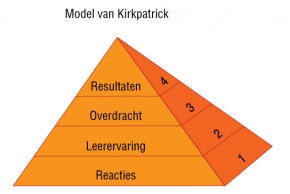 Model van Kirkpatrick
Resultaten 4
Overdracht 3
Leerervaring 2
Reacties 1